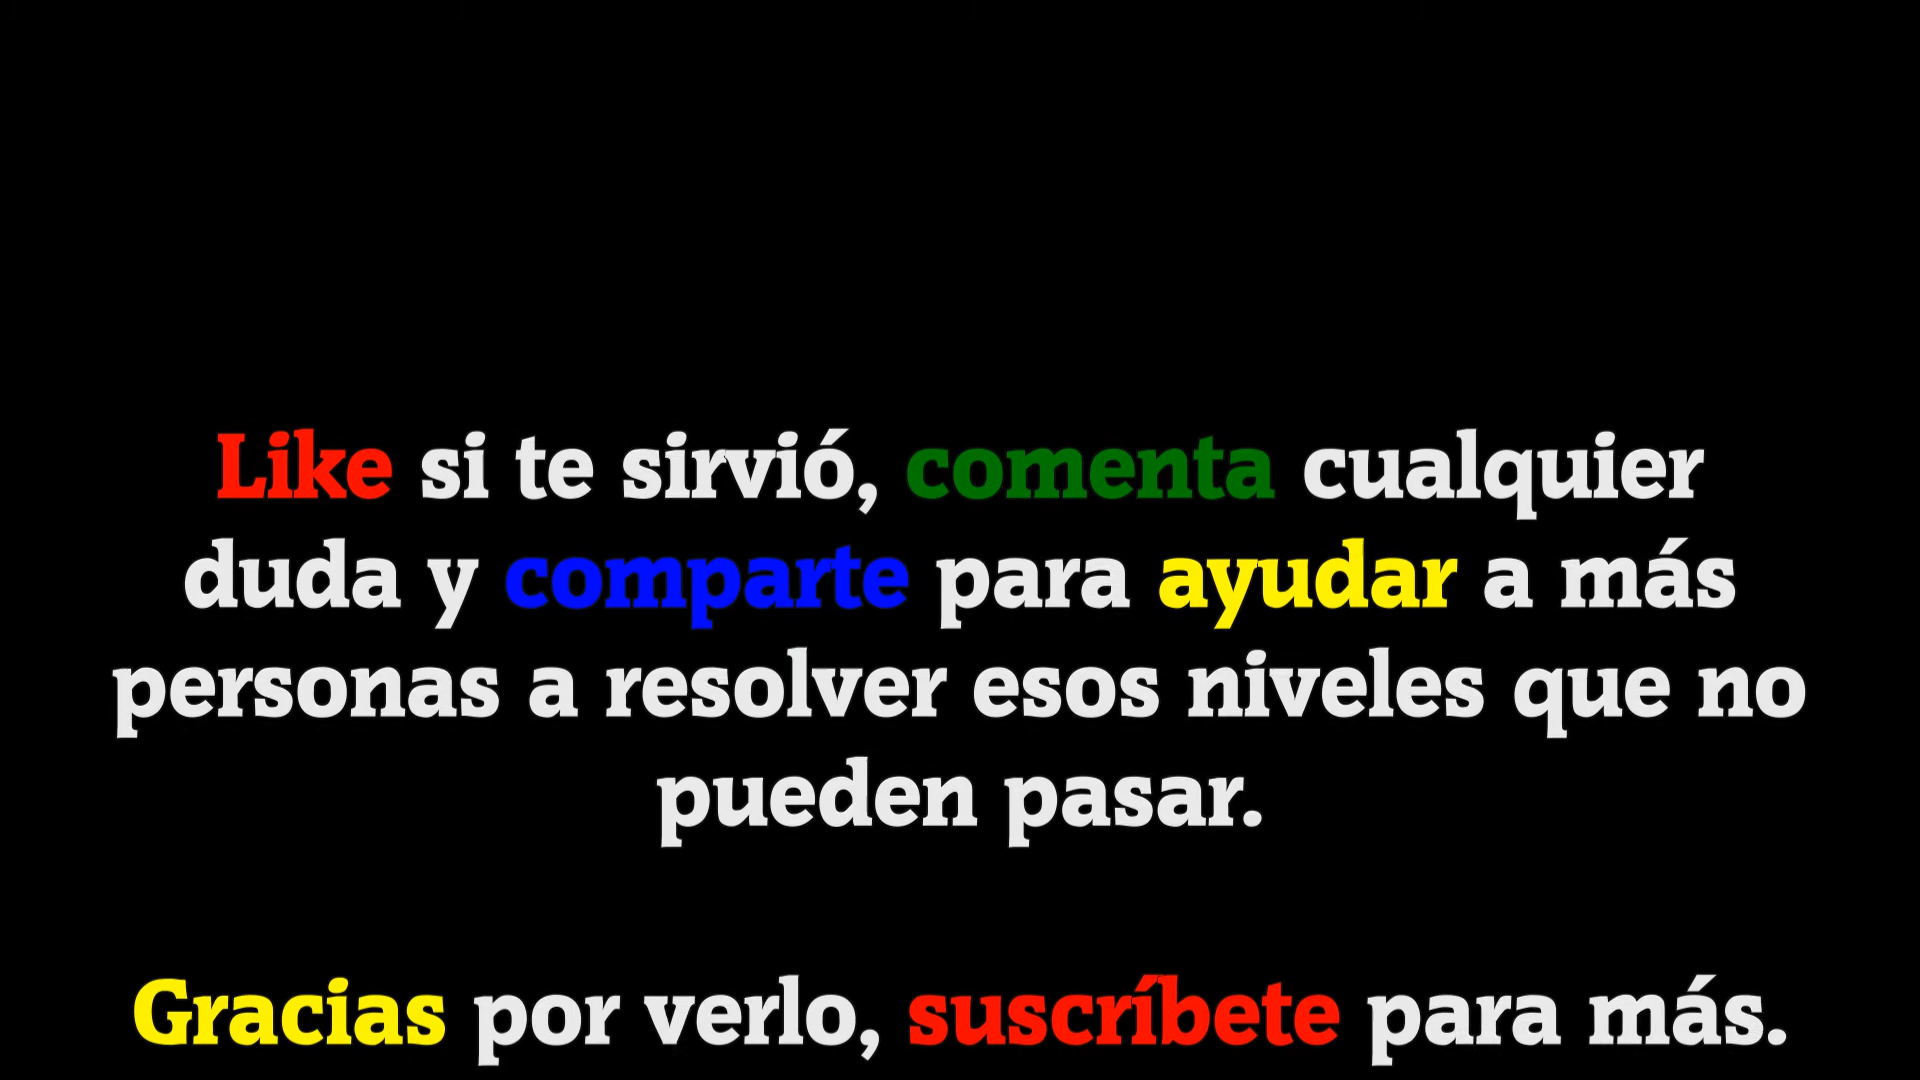 Like si te sirvió, comenta cualquier
duda y comparte para ayudar a más
personas a resolver esos niveles que no
pueden pasar.
Gracias por verlo, suscríbete para más.